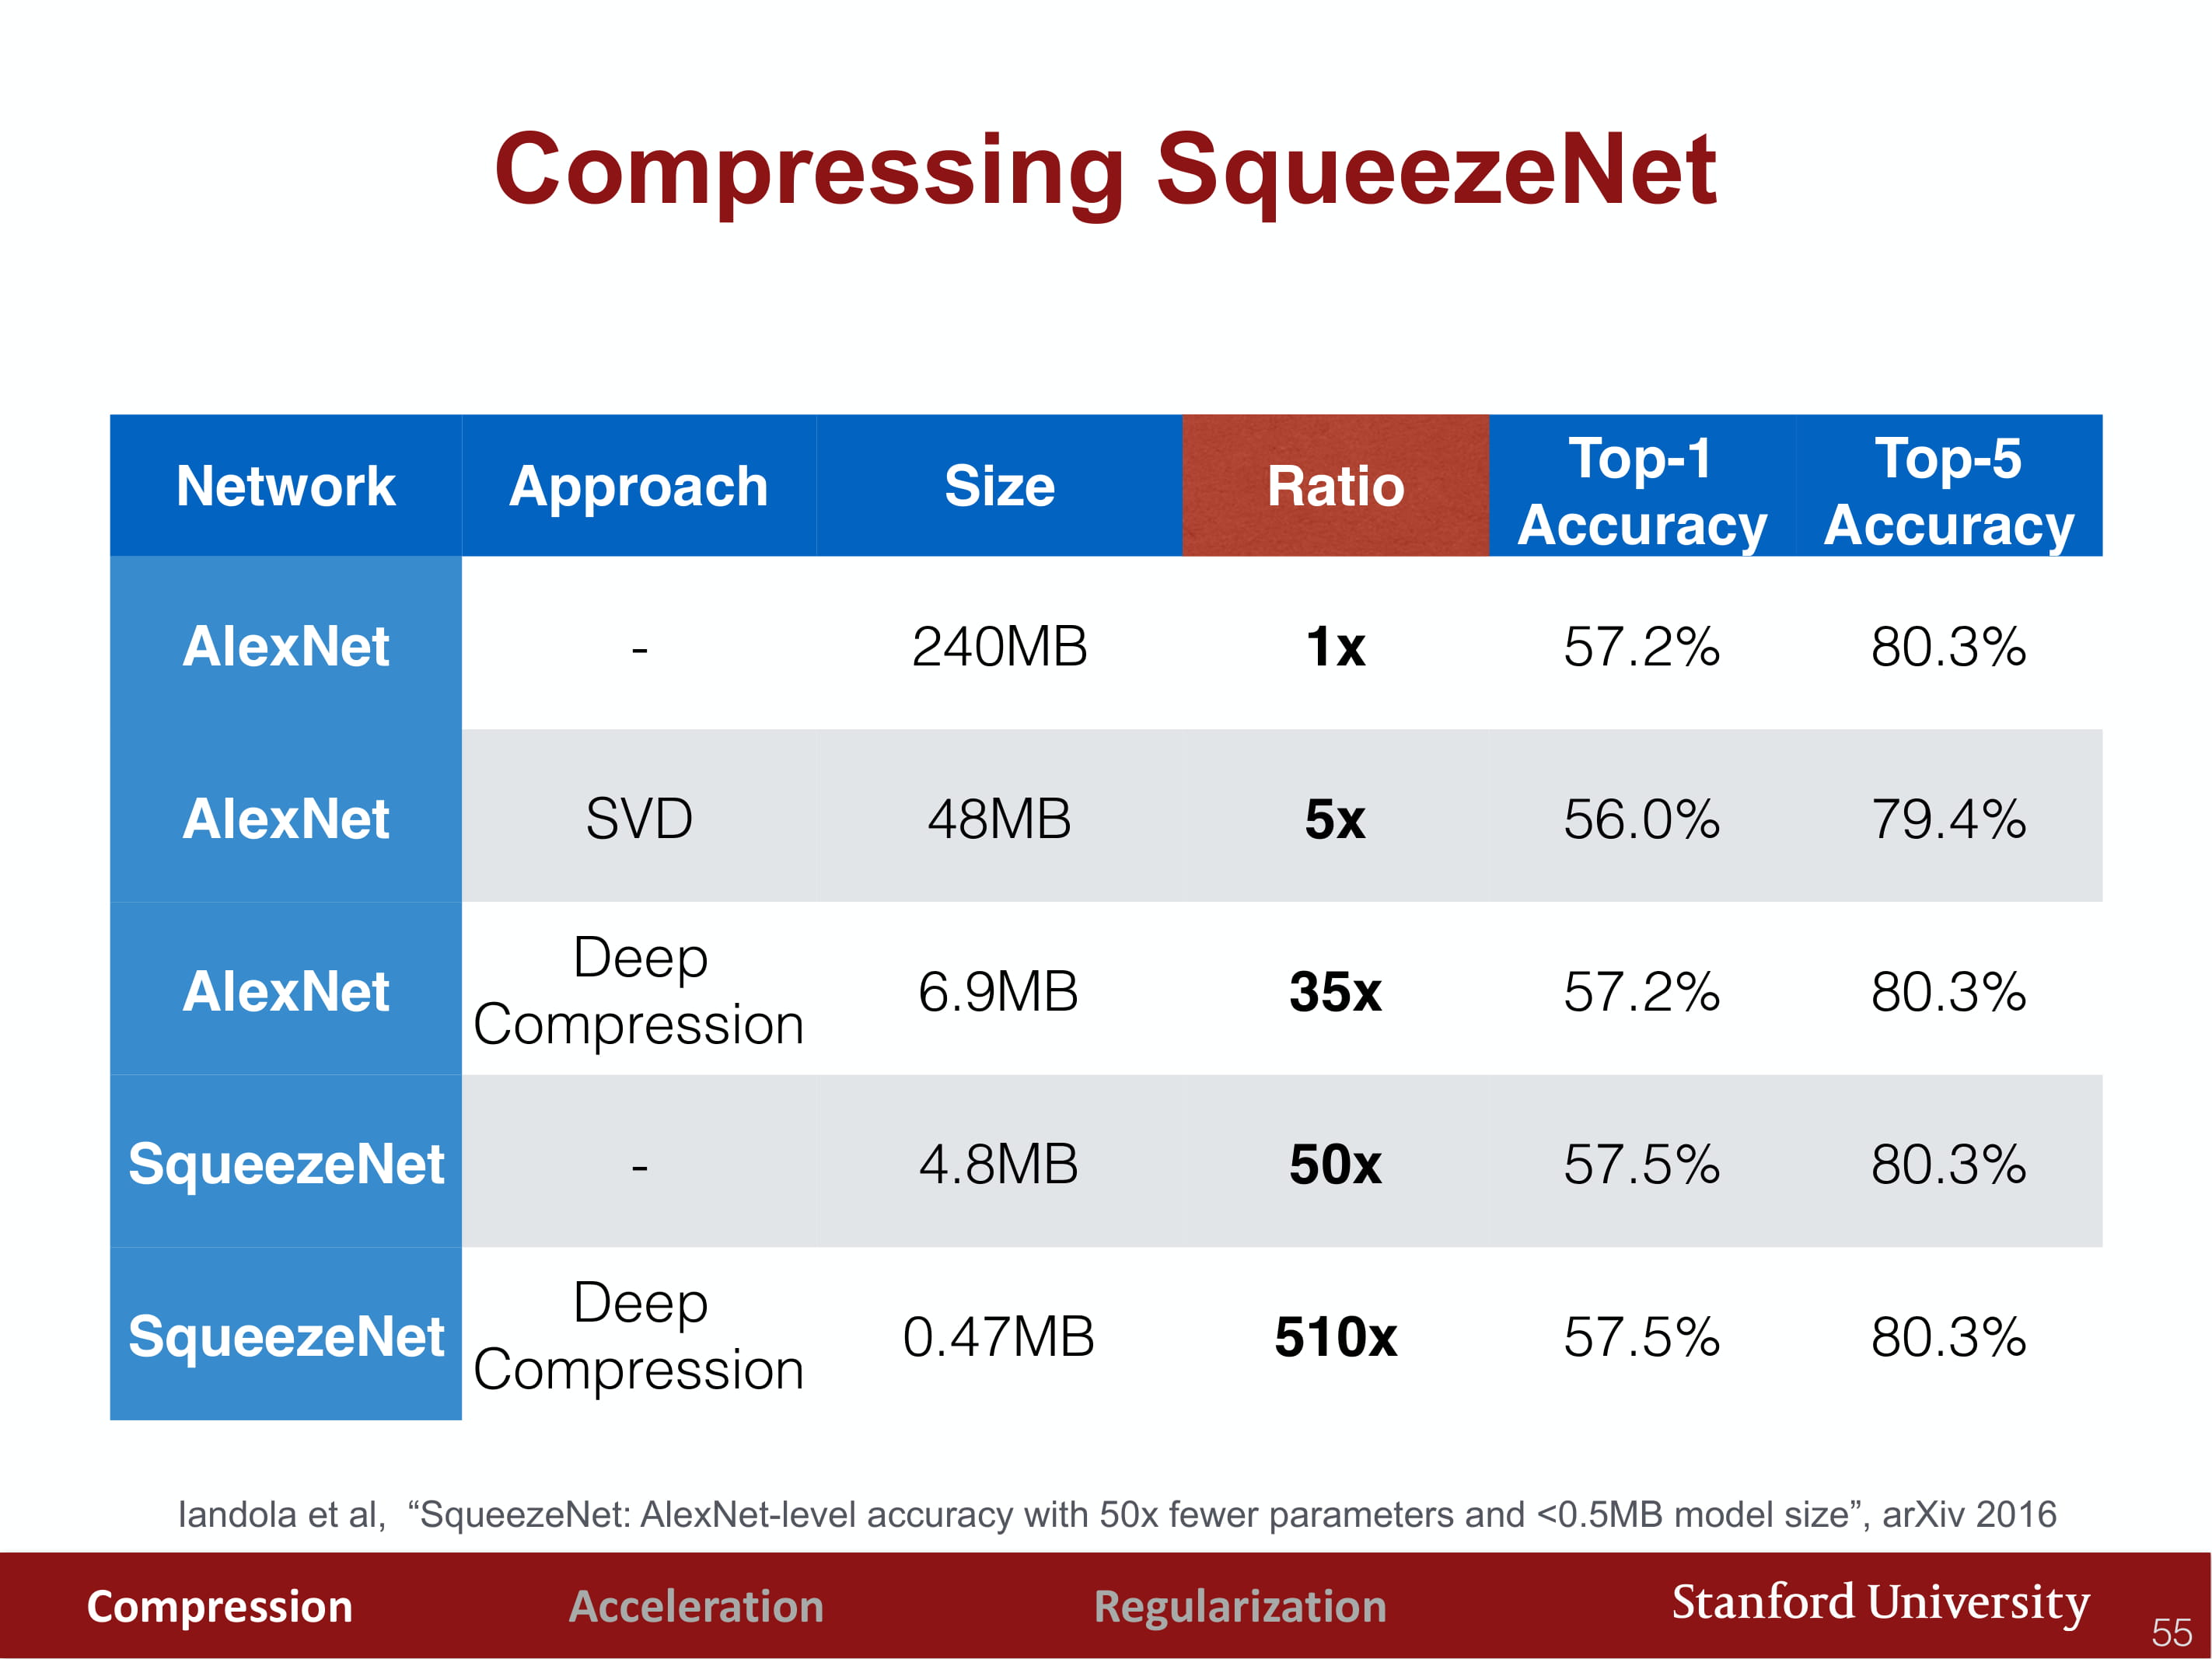 Compressing SqueezeNet
Network Approach Size Ratio Top-1 Accuracy Top-5 Accuracy
AlexNet - 240MB 1x 57.2% 80.3%
AlexNet SVD 48MB 5x 56.0% 79.4%
AlexNet Deep Compression 6.9MB 35x 57.2% 80.3%
SqueezeNet - 4.8MB 50x 57.5% 80.3%
SqueezeNet Deep Compression 0.47MB 510x 57.5% 80.3%
Iandola et al, “SqueezeNet: AlexNet-level accuracy with 50x fewer parameters and <0.5MB model size”, arXiv 2016
Compression Acceleration Regularization Stanford University 55